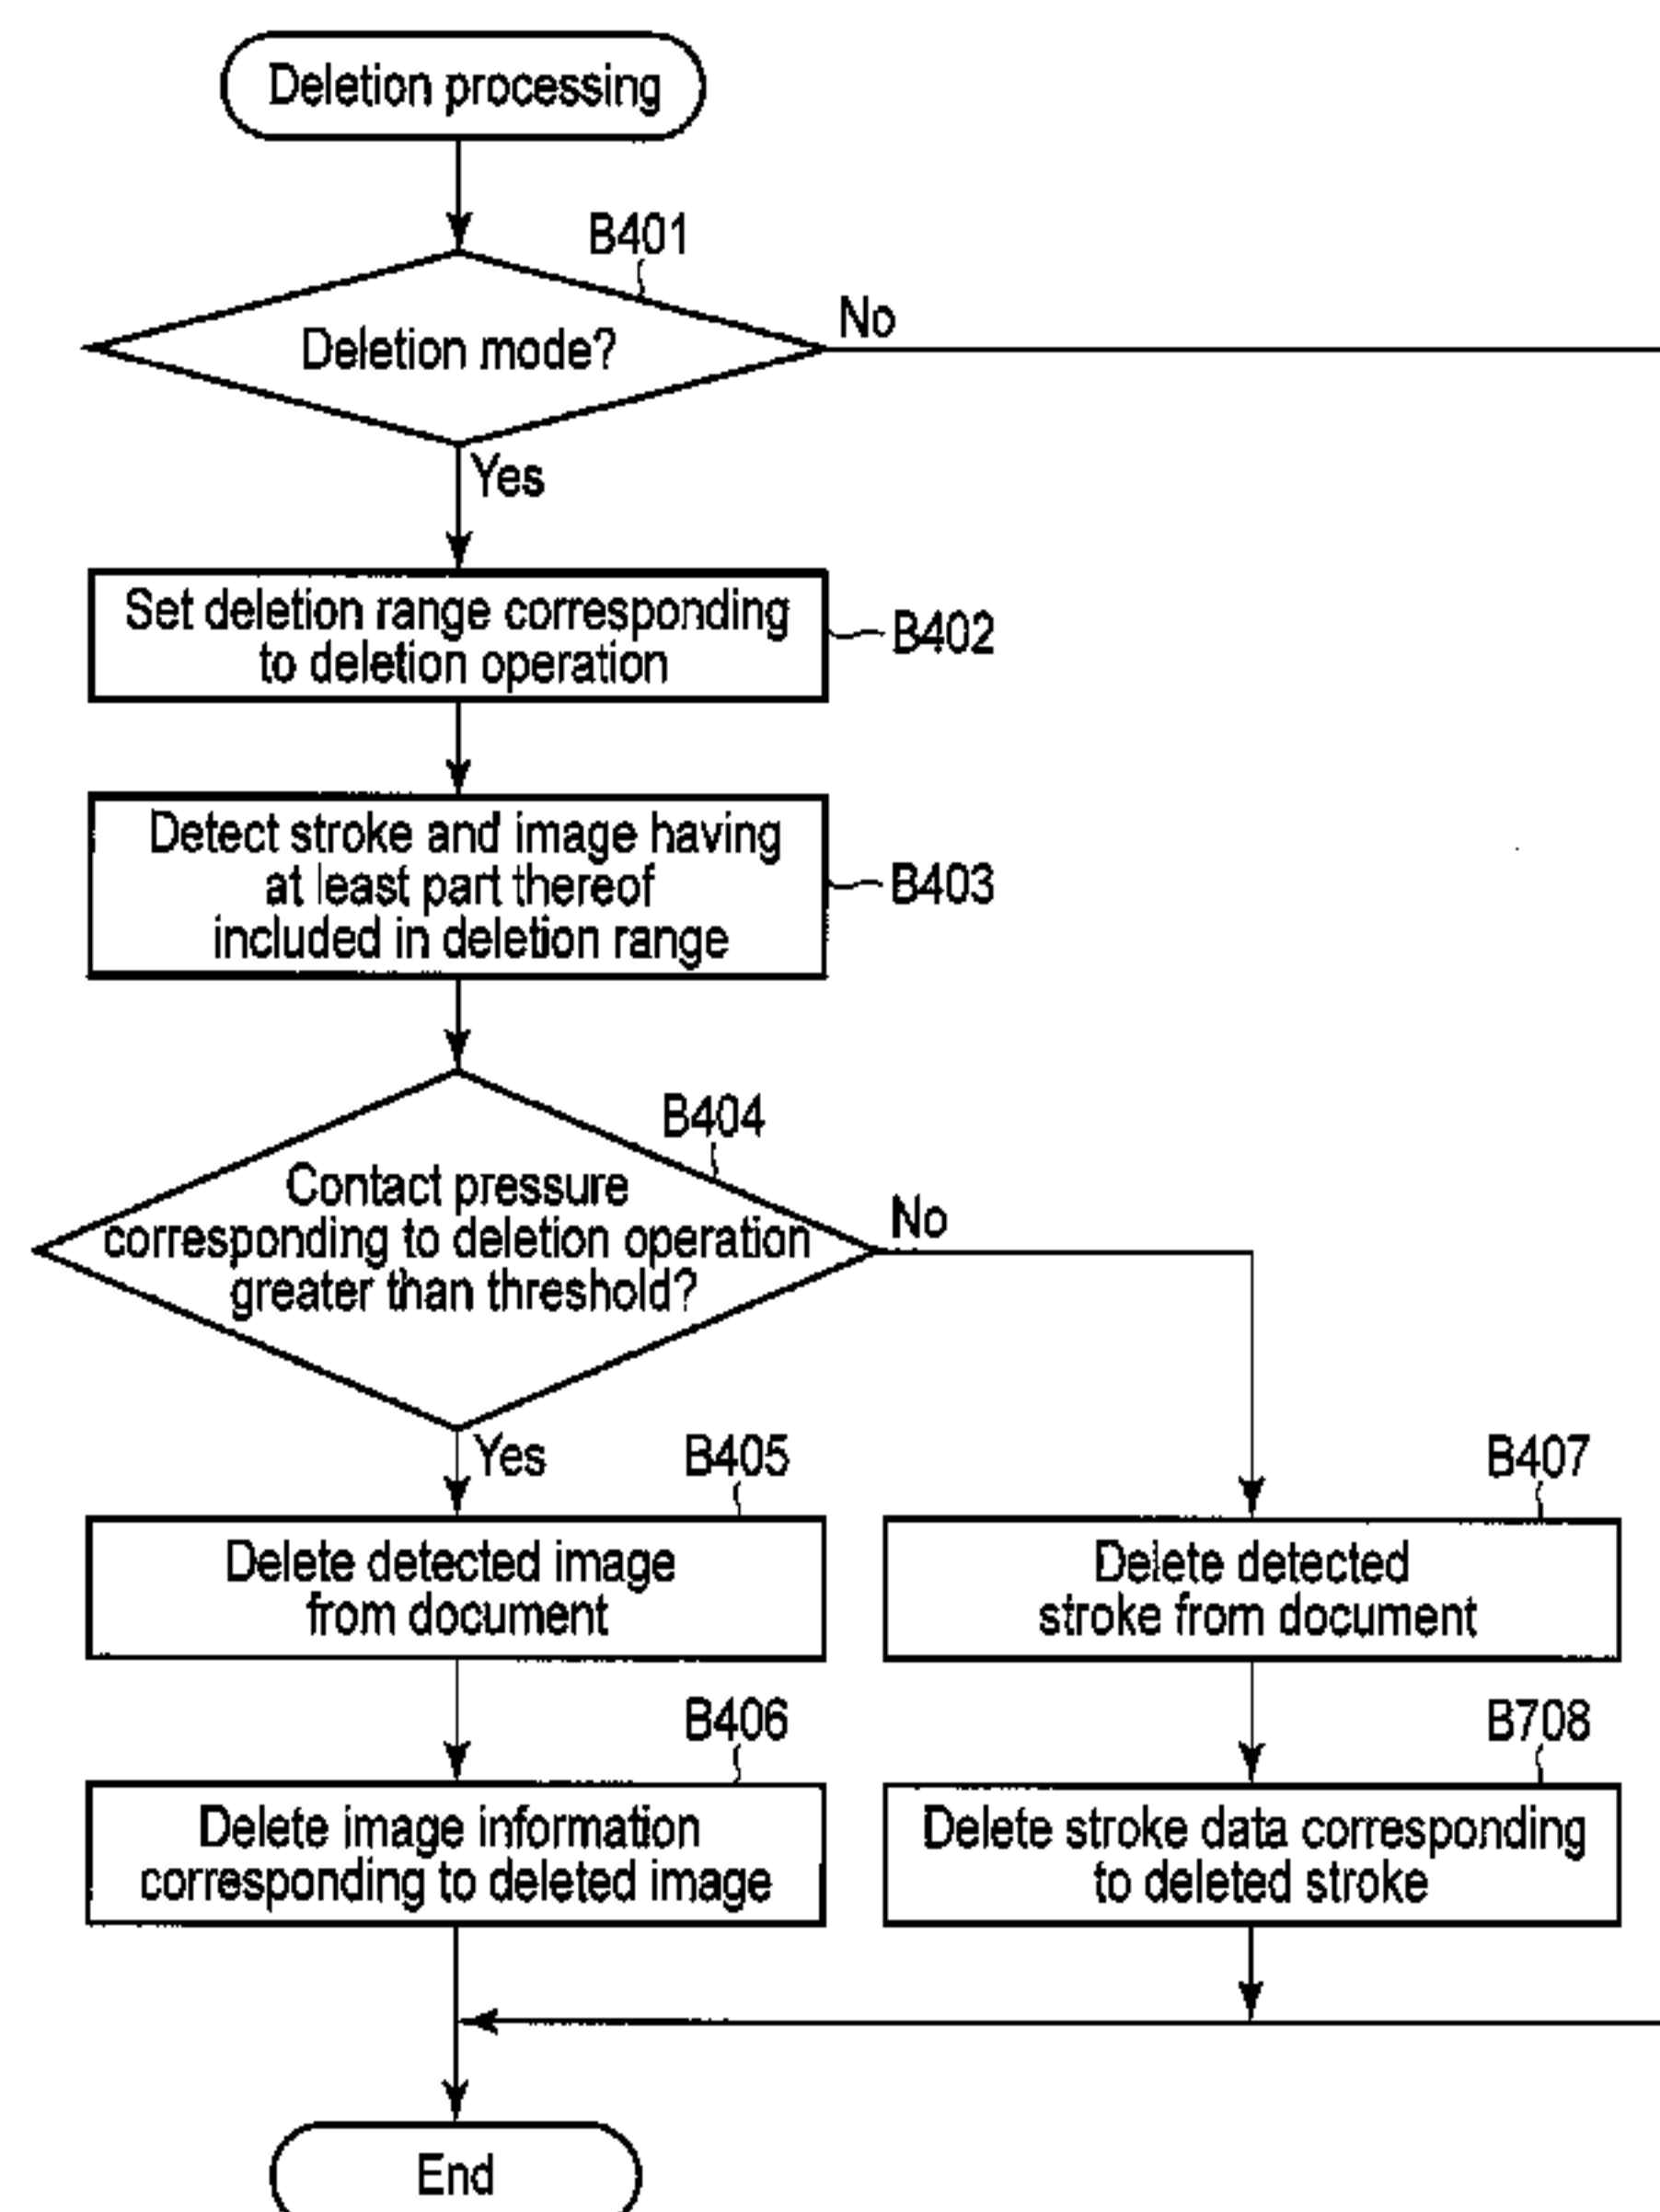 Deletion processing
B401
Deletion mode?
No
Yes
Set deletion range corresponding
to deletion operation
B402
Detect stroke and image having
at least part thereof
included in deletion range
B403
B404
Contact pressure
corresponding to deletion operation
greater than threshold?
No
Yes
B405
Delete detected image
from document
B407
Delete detected
stroke from document
B406
Delete image information
corresponding to deleted image
B708
Delete stroke data corresponding
to deleted stroke
End